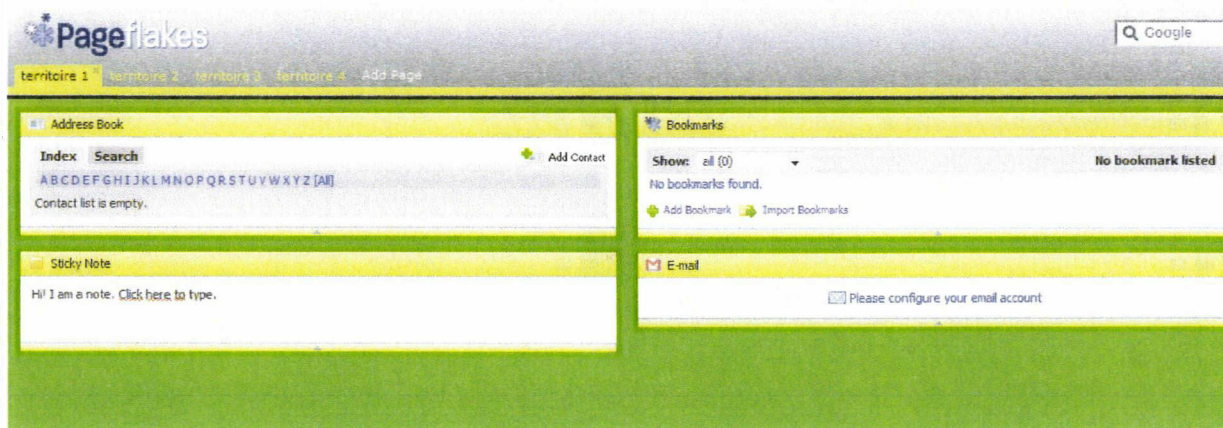 Pageflakes
Google
territoire 1 territoire 2 territoire 3 territoire 4 Add Page
Address Book
Index Search Add Contact
A B C D E F G H I J K L M N O P Q R S T U V W X Y Z [All]
Contact list is empty.
Sticky Note
Hi! I am a note. Click here to type.
Bookmarks
Show: all (0) No bookmark listed
No bookmarks found.
Add Bookmark Import Bookmarks
E-mail
Please configure your email account